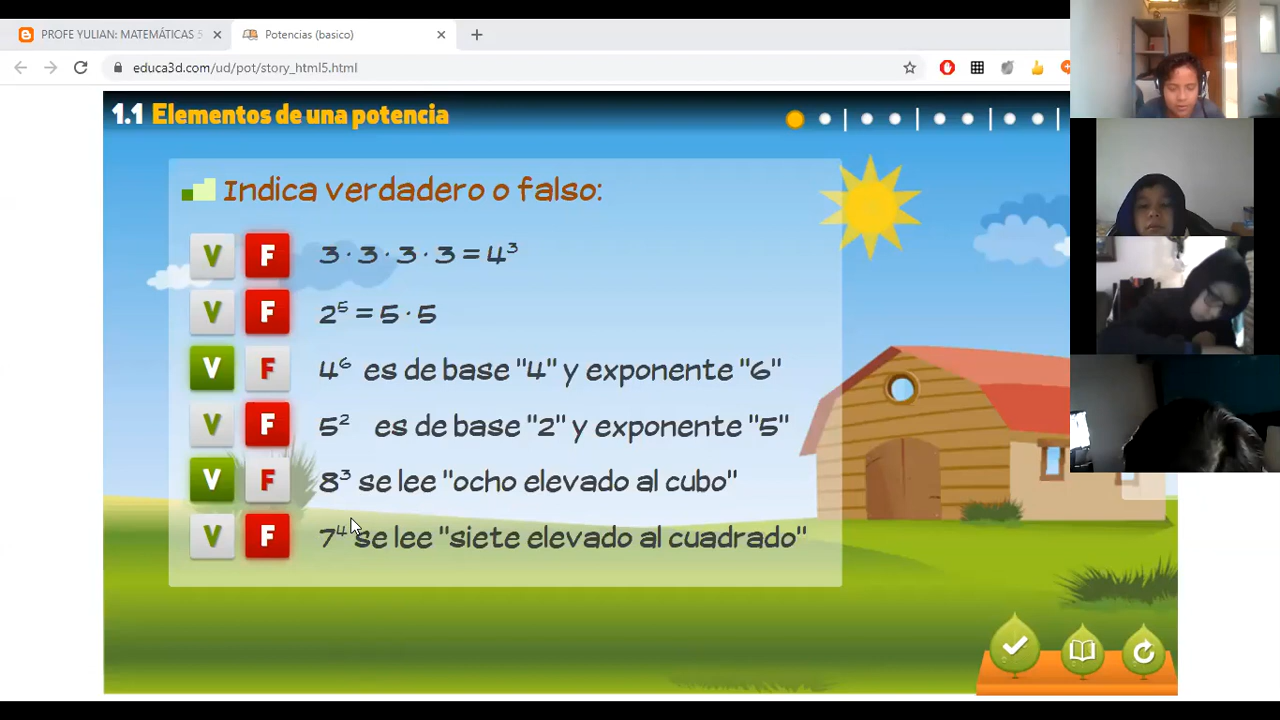 PROFE YULIAN: MATEMÁTICAS 5
Potencias (basico)
educa3d.com/ud/pot/story_html5.html
1.1 Elementos de una potencia
Indica verdadero o falso:
V F 3 · 3 · 3 · 3 = 4³
V F 2⁵ = 5 · 5
V F 4⁶ es de base "4" y exponente "6"
V F 5² es de base "2" y exponente "5"
V F 8³ se lee "ocho elevado al cubo"
V F 7⁴ se lee "siete elevado al cuadrado"